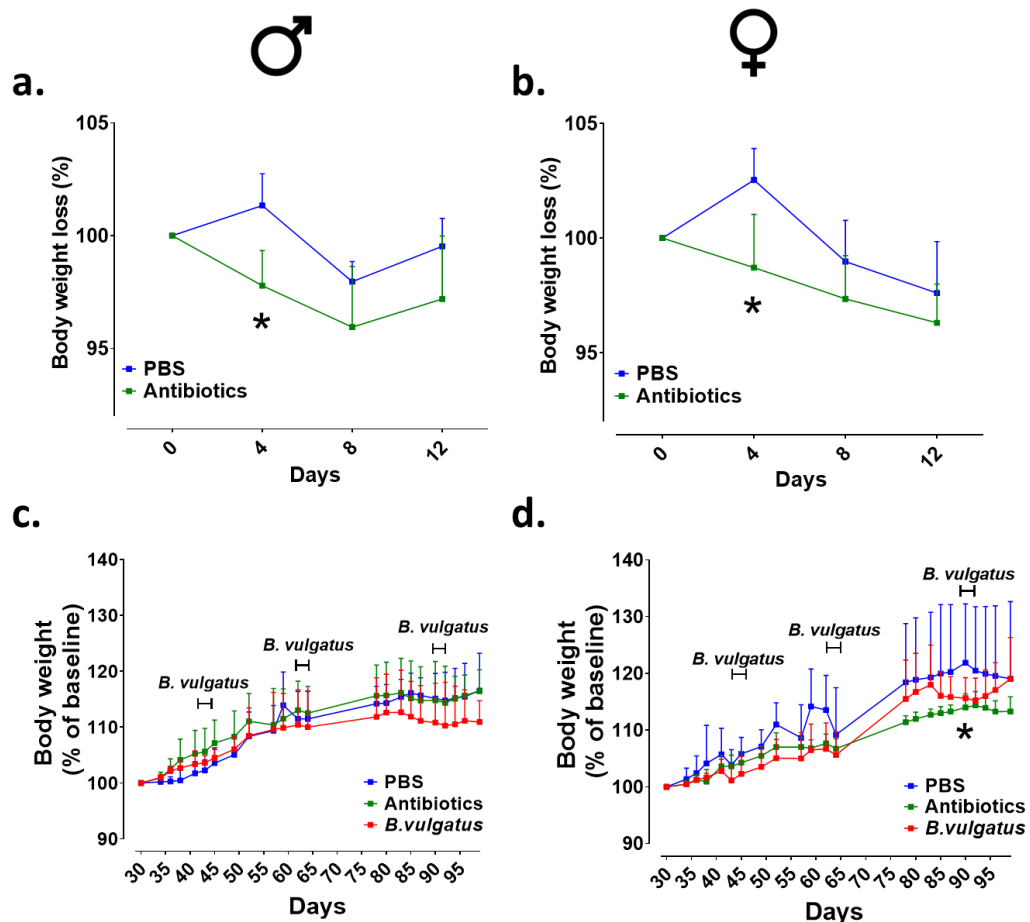 ♂
♀
a.
105
100
95
Body weight loss (%)
PBS
Antibiotics
*
0
4
8
12
Days
b.
105
100
95
Body weight loss (%)
PBS
Antibiotics
*
0
4
8
12
Days
c.
140
130
120
110
100
90
Body weight
(% of baseline)
B. vulgatus
B. vulgatus
B. vulgatus
PBS
Antibiotics
B.vulgatus
30 35 40 45 50 55 60 65 70 75 80 85 90 95
Days
d.
140
130
120
110
100
90
Body weight
(% of baseline)
B. vulgatus
B. vulgatus
B. vulgatus
*
PBS
Antibiotics
B.vulgatus
30 35 40 45 50 55 60 65 70 75 80 85 90 95
Days